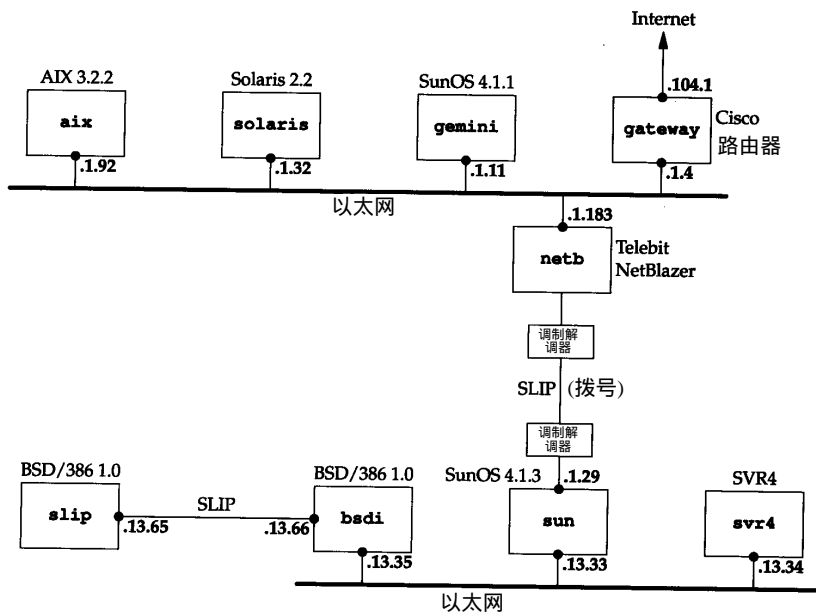 Internet
AIX 3.2.2
Solaris 2.2
SunOS 4.1.1
.104.1
aix
solaris
gemini
gateway
Cisco
路由器
.1.92
.1.32
.1.11
.1.4
以太网
.1.183
netb
Telebit
NetBlazer
调制解
调器
SLIP (拨号)
调制解
调器
BSD/386 1.0
BSD/386 1.0
SunOS 4.1.3
.1.29
SVR4
slip
SLIP
bsdi
sun
svr4
.13.65
.13.66
.13.35
.13.33
.13.34
以太网